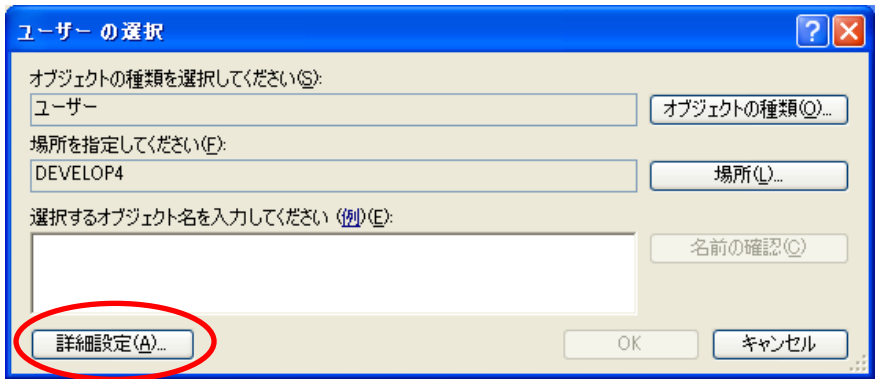 ユーザー の選択
オブジェクトの種類を選択してください(S):
ユーザー
オブジェクトの種類(O)...
場所を指定してください(F):
DEVELOP4
場所(L)...
選択するオブジェクト名を入力してください (例)(E):
名前の確認(C)
詳細設定(A)...
OK
キャンセル